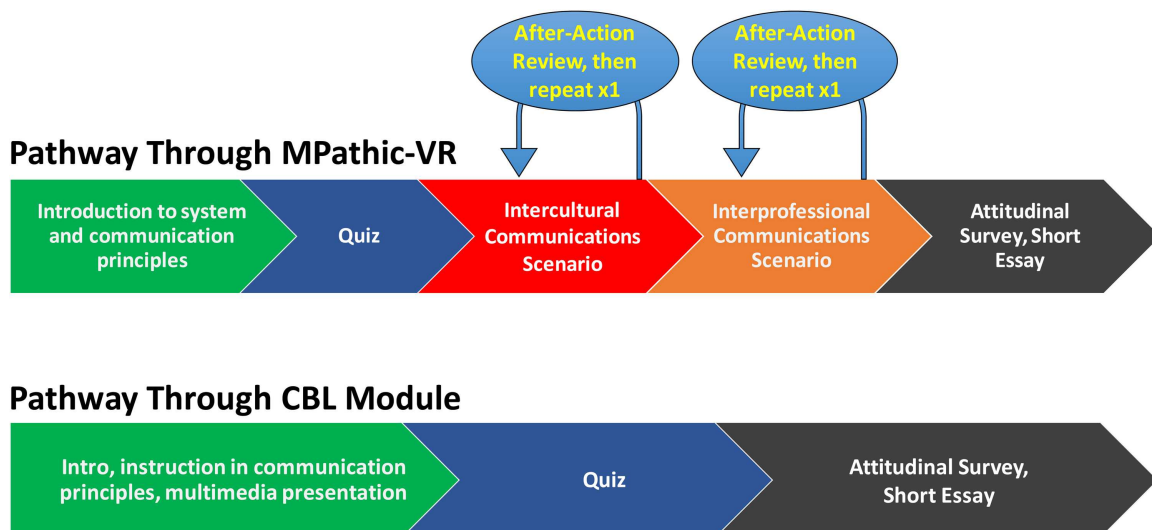 After-Action
Review, then
repeat x1
After-Action
Review, then
repeat x1
Pathway Through MPathic-VR
Introduction to system
and communication
principles
Quiz
Intercultural
Communications
Scenario
Interprofessional
Communications
Scenario
Attitudinal
Survey, Short
Essay
Pathway Through CBL Module
Intro, instruction in communication
principles, multimedia presentation
Quiz
Attitudinal Survey,
Short Essay